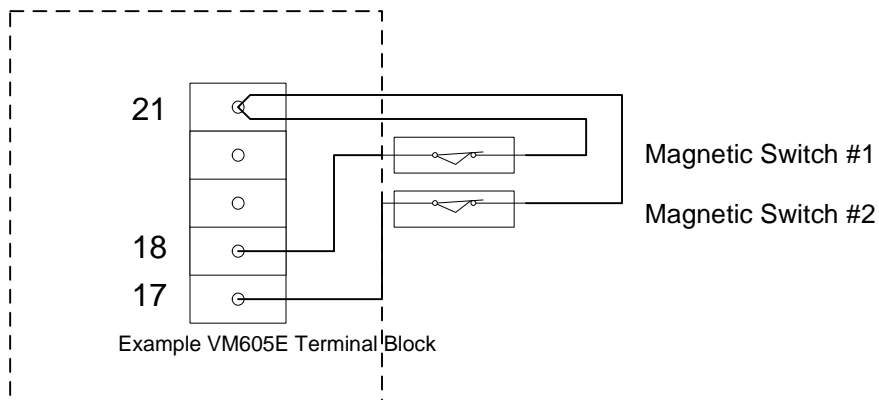 21
Magnetic Switch #1
Magnetic Switch #2
18
17
Example VM605E Terminal Block